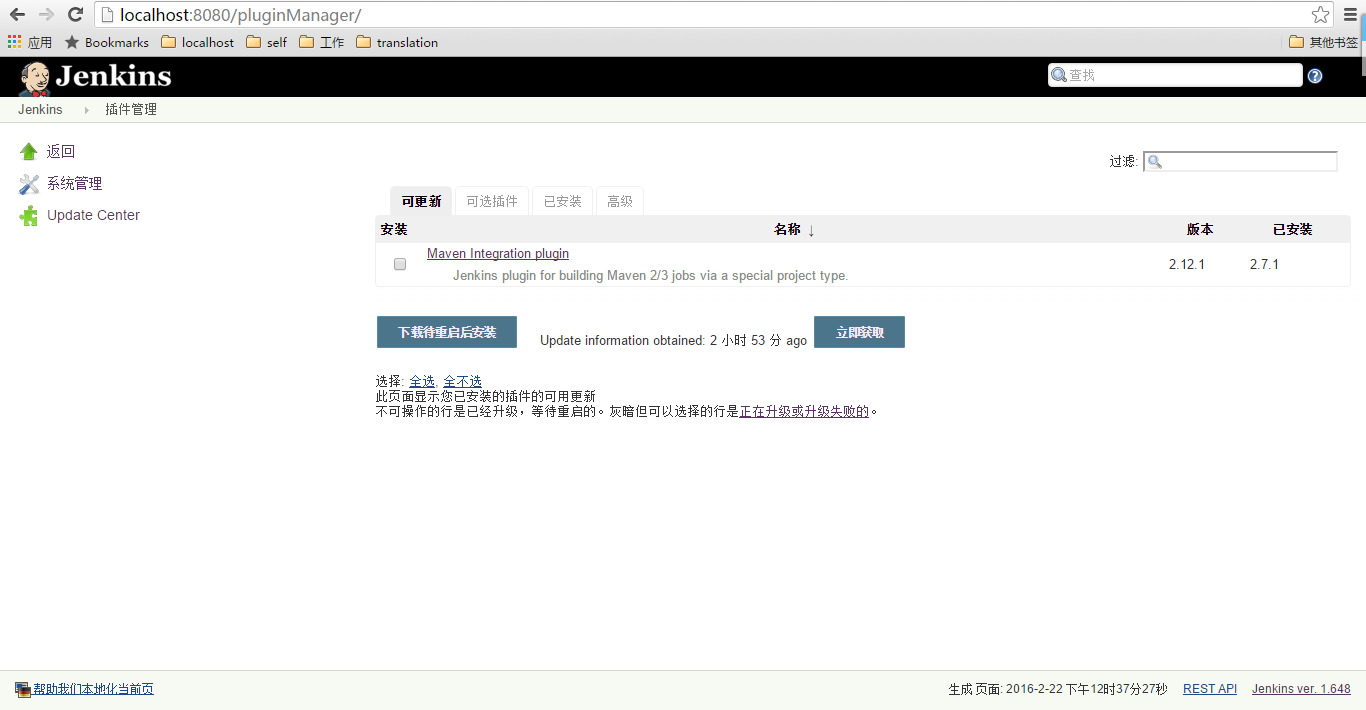 localhost:8080/pluginManager/
应用 Bookmarks localhost self 工作 translation 其他书签
Jenkins 查找
Jenkins 插件管理
返回
过滤:
系统管理
可更新 可选插件 已安装 高级
Update Center
安装 名称 ↓ 版本 已安装
Maven Integration plugin
Jenkins plugin for building Maven 2/3 jobs via a special project type.
2.12.1 2.7.1
下载待重启后安装 Update information obtained: 2 小时 53 分 ago 立即获取
选择: 全选, 全不选
此页面显示您已安装的插件的可用更新
不可操作的行是已经升级，等待重启的。灰暗但可以选择的行是正在升级或升级失败的。
帮助我们本地化当前页 生成 页面: 2016-2-22 下午12时37分27秒 REST API Jenkins ver. 1.648